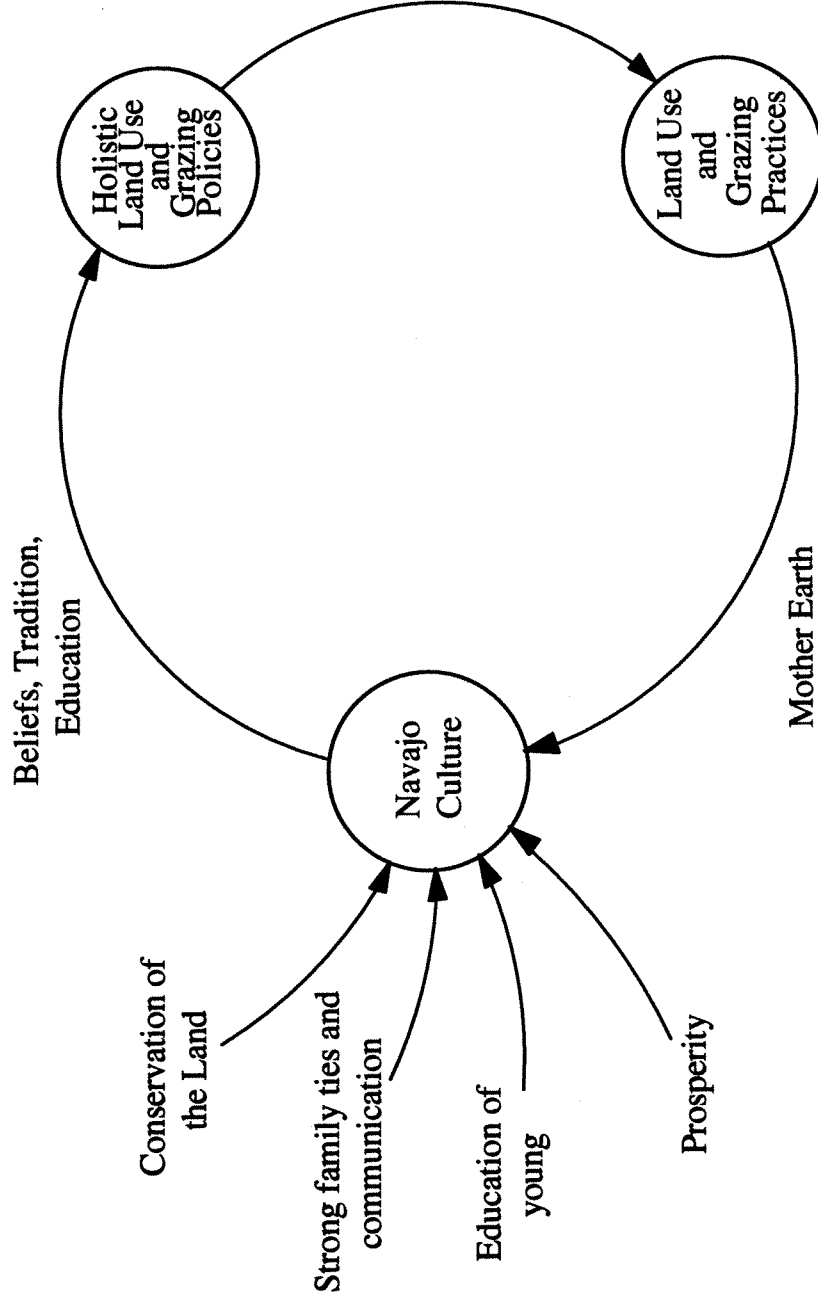 Beliefs, Tradition,
Education
Holistic
Land Use
and
Grazing
Policies
Conservation of
the Land
Strong family ties and
communication
Education of
young
Prosperity
Navajo
Culture
Land Use
and
Grazing
Practices
Mother Earth